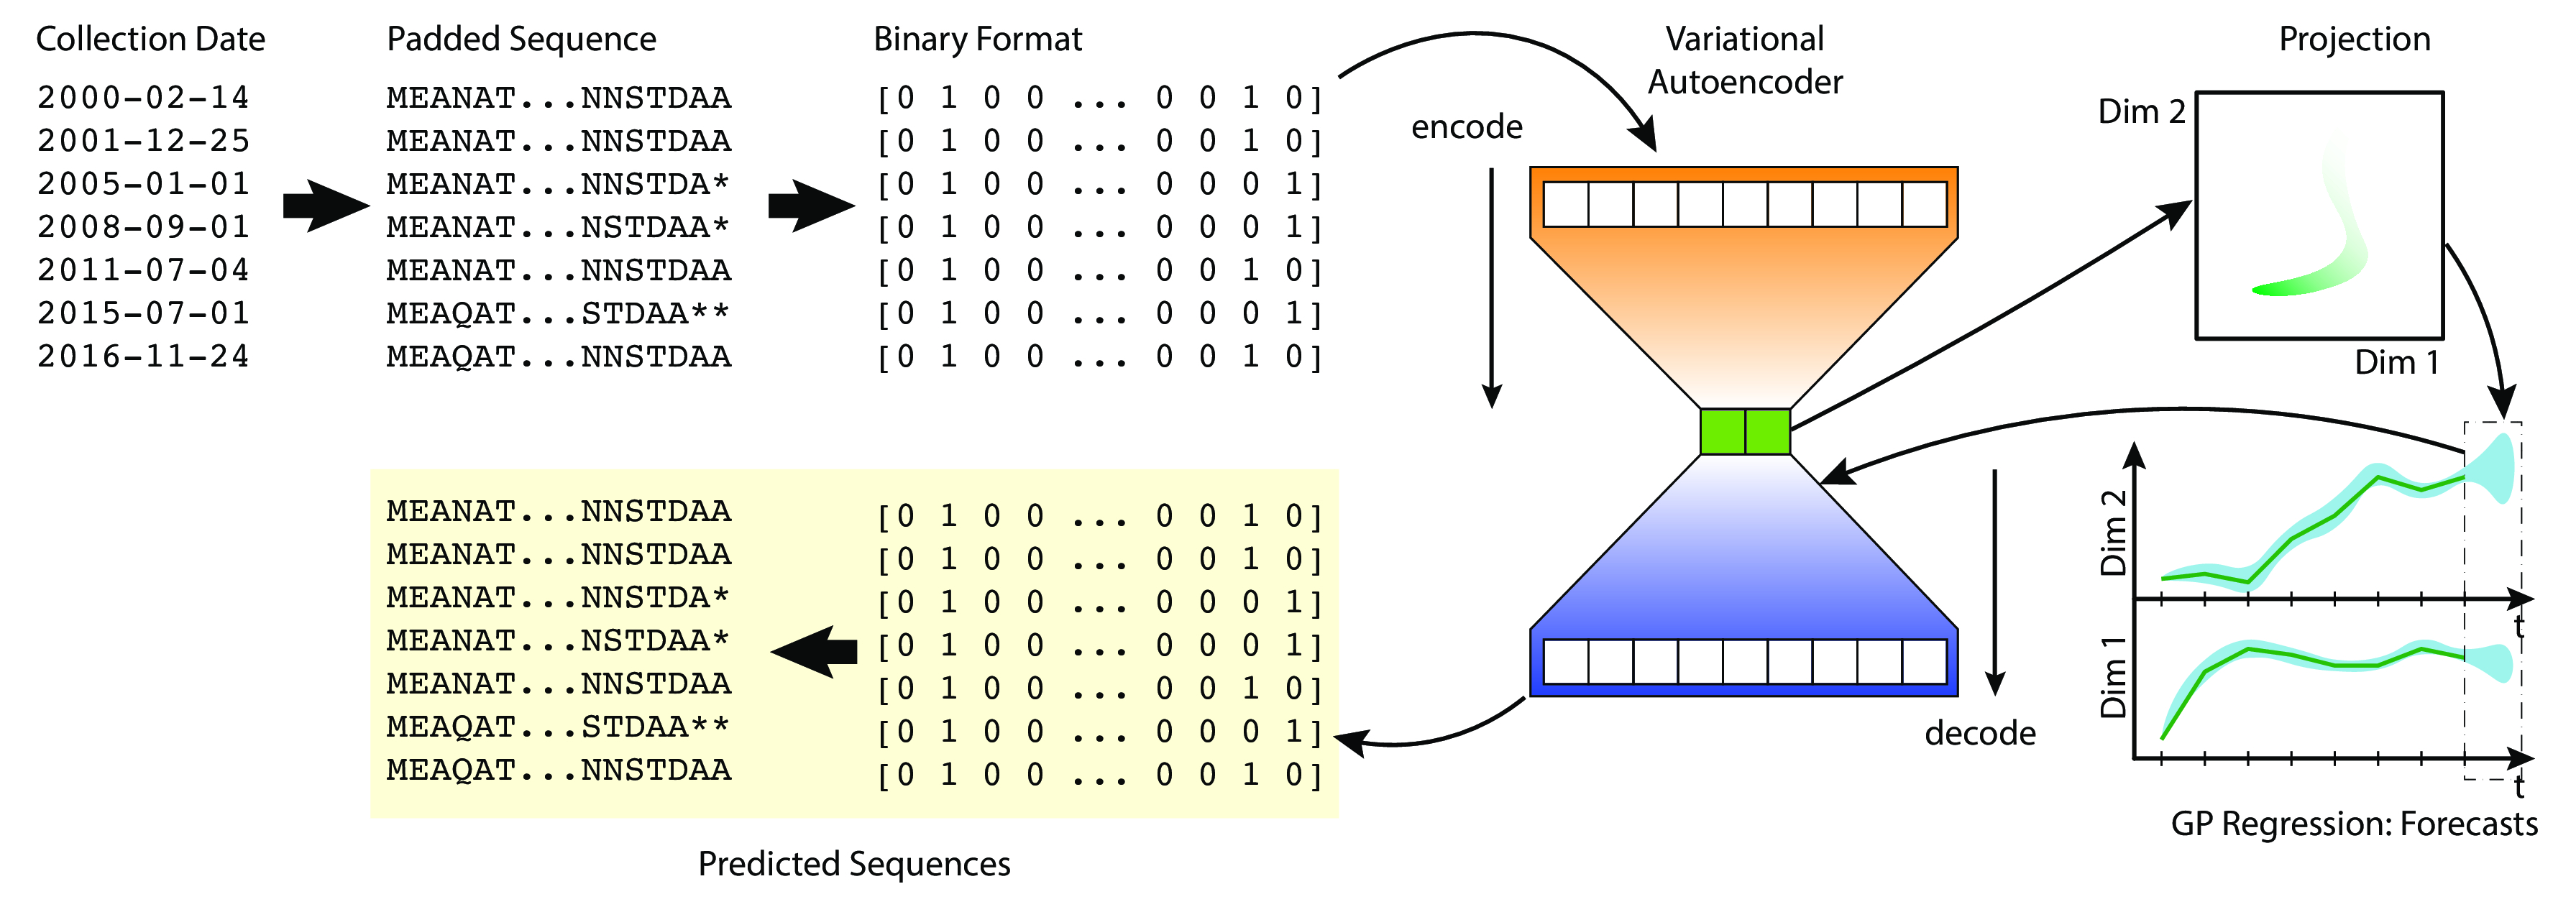 Collection Date
2000-02-14
2001-12-25
2005-01-01
2008-09-01
2011-07-04
2015-07-01
2016-11-24
Padded Sequence
MEANAT...NNSTDAA
MEANAT...NNSTDAA
MEANAT...NNSTDA*
MEANAT...NSTDAA*
MEANAT...NNSTDAA
MEAQAT...STDAA**
MEAQAT...NNSTDAA
Binary Format
[0 1 0 0 ... 0 0 1 0]
[0 1 0 0 ... 0 0 1 0]
[0 1 0 0 ... 0 0 0 1]
[0 1 0 0 ... 0 0 0 1]
[0 1 0 0 ... 0 0 1 0]
[0 1 0 0 ... 0 0 0 1]
[0 1 0 0 ... 0 0 1 0]
Variational
Autoencoder
encode
decode
Projection
Dim 2
Dim 1
Dim 2
t
Dim 1
t
GP Regression: Forecasts
[0 1 0 0 ... 0 0 1 0]
[0 1 0 0 ... 0 0 1 0]
[0 1 0 0 ... 0 0 0 1]
[0 1 0 0 ... 0 0 0 1]
[0 1 0 0 ... 0 0 1 0]
[0 1 0 0 ... 0 0 0 1]
[0 1 0 0 ... 0 0 1 0]
MEANAT...NNSTDAA
MEANAT...NNSTDAA
MEANAT...NNSTDA*
MEANAT...NSTDAA*
MEANAT...NNSTDAA
MEAQAT...STDAA**
MEAQAT...NNSTDAA
Predicted Sequences